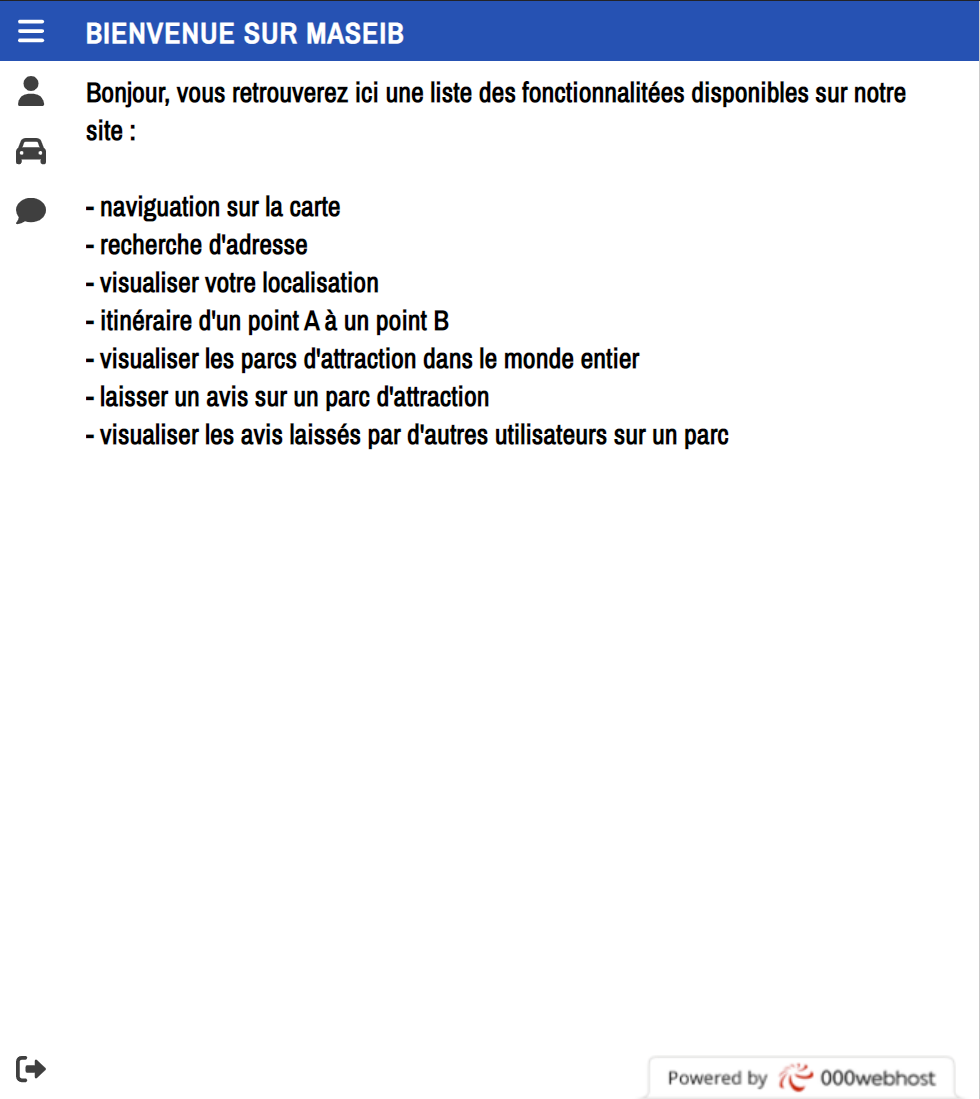 BIENVENUE SUR MASEIB
Bonjour, vous retrouverez ici une liste des fonctionnalitées disponibles sur notre
site :
- naviguation sur la carte
- recherche d'adresse
- visualiser votre localisation
- itinéraire d'un point A à un point B
- visualiser les parcs d'attraction dans le monde entier
- laisser un avis sur un parc d'attraction
- visualiser les avis laissés par d'autres utilisateurs sur un parc
Powered by 000webhost